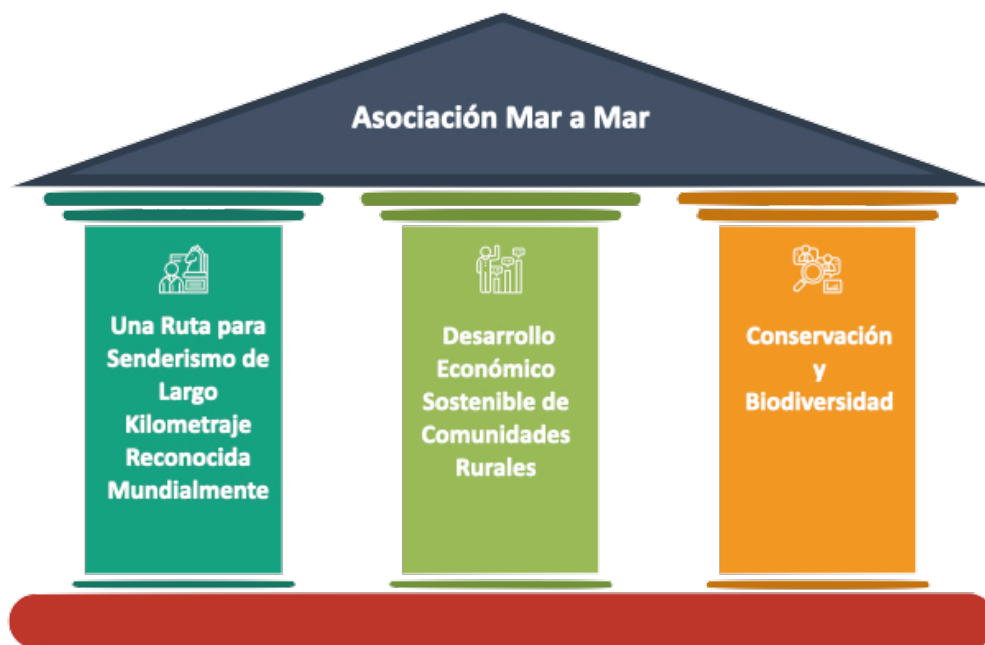 Asociación Mar a Mar
Una Ruta para
Senderismo de
Largo
Kilometraje
Reconocida
Mundialmente
Desarrollo
Económico
Sostenible de
Comunidades
Rurales
Conservación
y
Biodiversidad